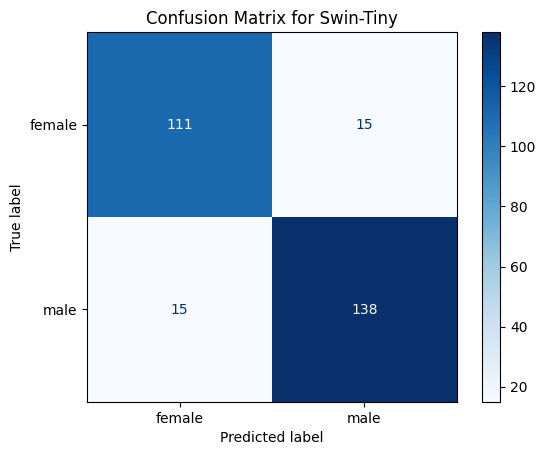 Confusion Matrix for Swin-Tiny
True label
female
111
15
male
15
138
female
male
Predicted label
120
100
80
60
40
20